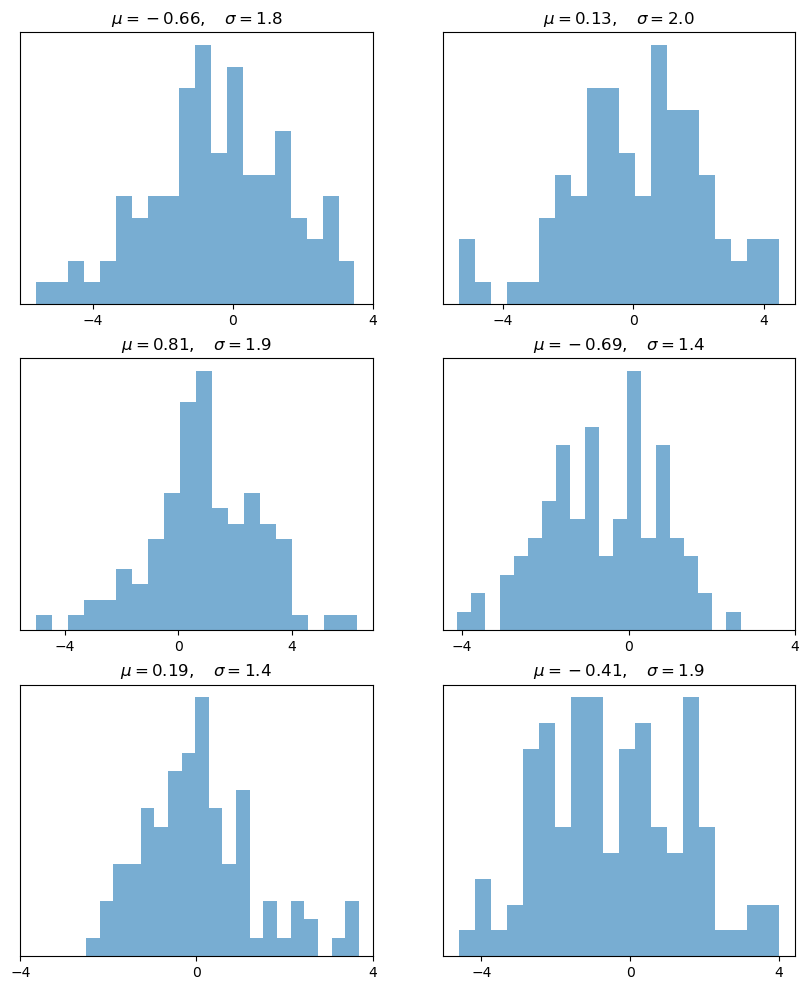 μ = −0.66, σ = 1.8
μ = 0.13, σ = 2.0
−4 0 4
−4 0 4
μ = 0.81, σ = 1.9
μ = −0.69, σ = 1.4
−4 0 4
−4 0 4
μ = 0.19, σ = 1.4
μ = −0.41, σ = 1.9
−4 0 4
−4 0 4